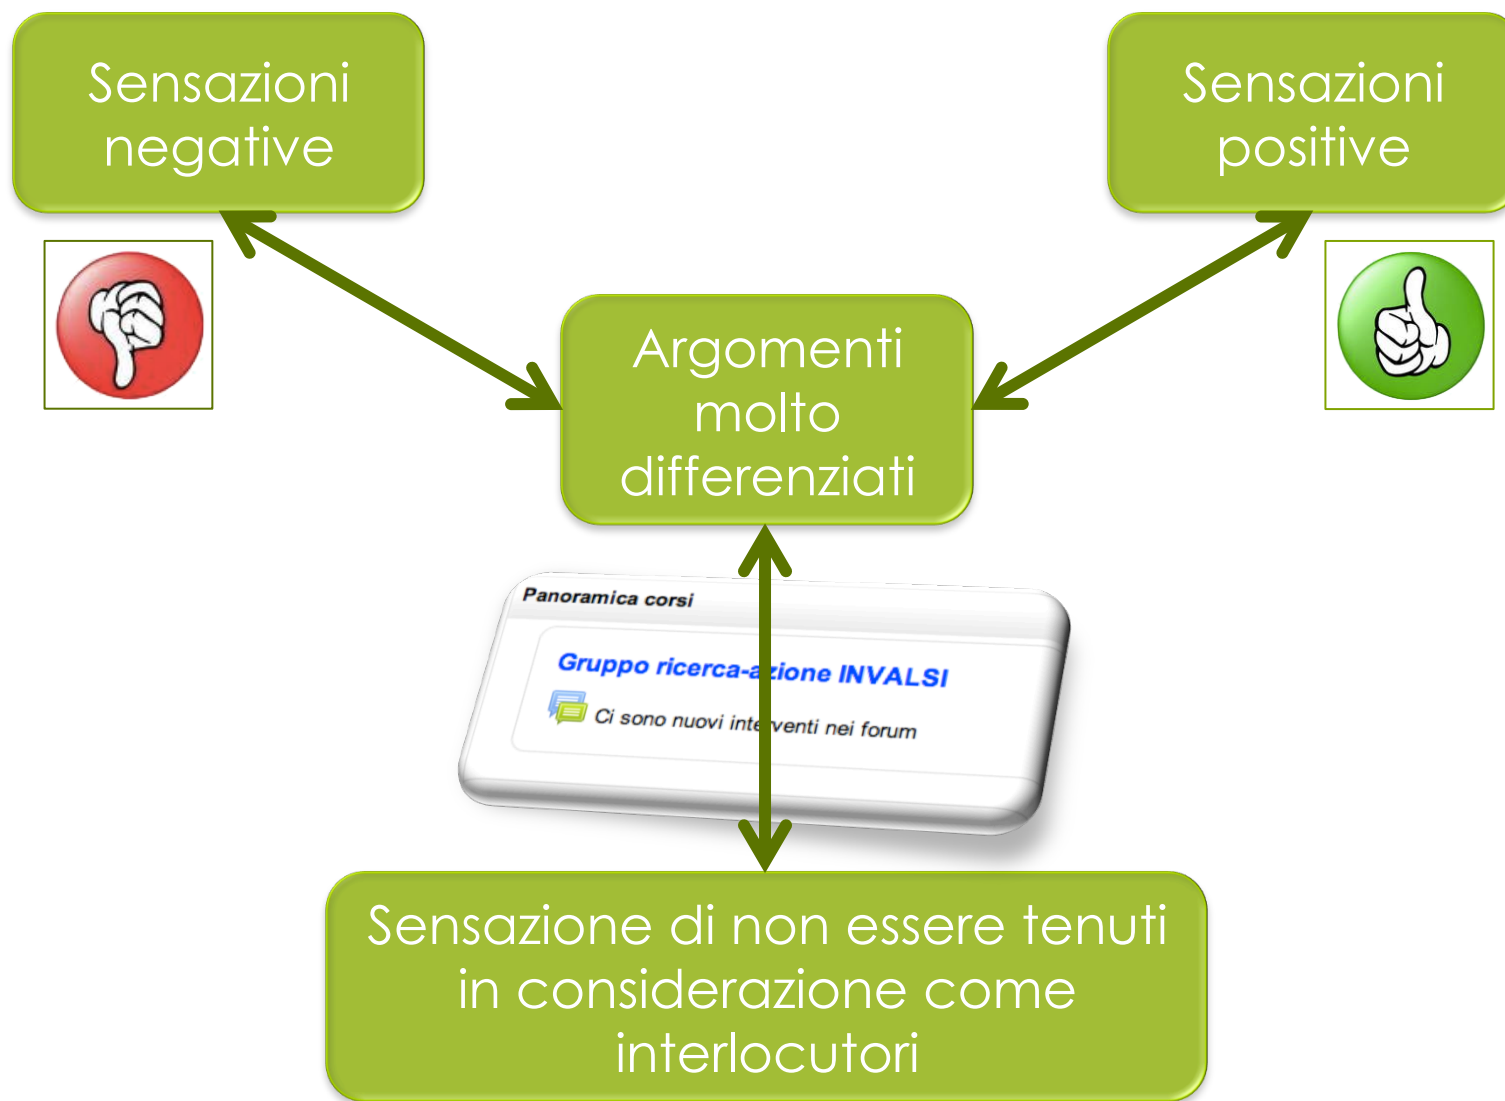 Sensazioni
negative
Sensazioni
positive
Argomenti
molto
differenziati
Panoramica corsi
Gruppo ricerca-azione INVALSI
Ci sono nuovi interventi nei forum
Sensazione di non essere tenuti
in considerazione come
interlocutori